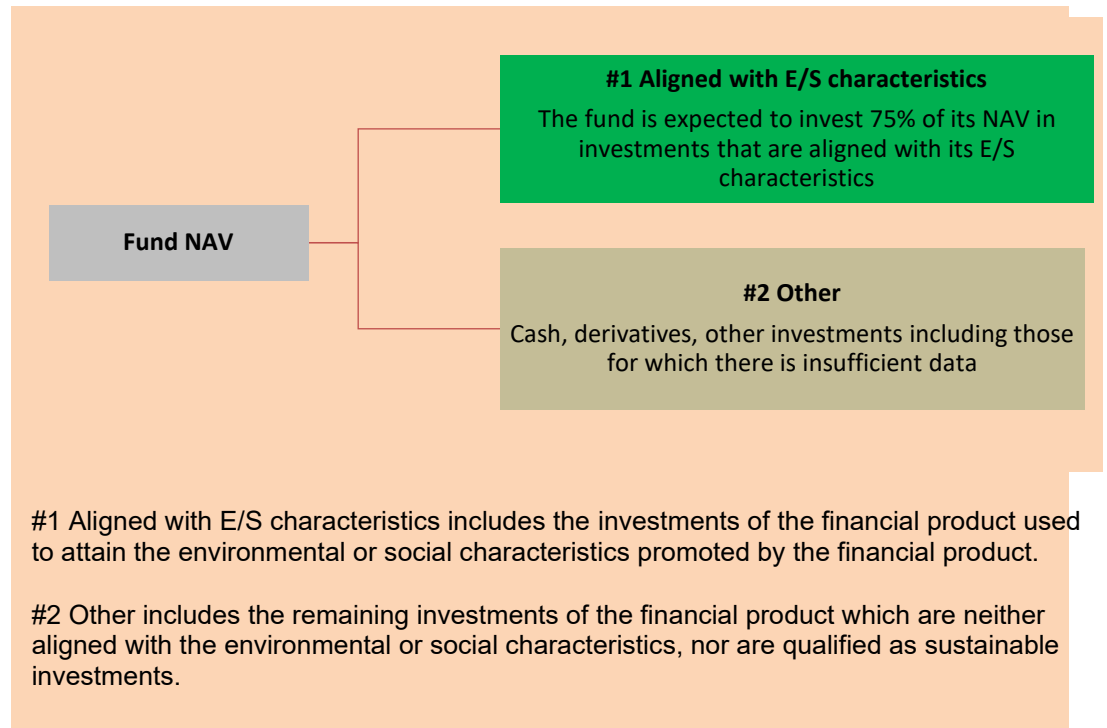 #1 Aligned with E/S characteristics
The fund is expected to invest 75% of its NAV in
investments that are aligned with its E/S
characteristics
Fund NAV
#2 Other
Cash, derivatives, other investments including those
for which there is insufficient data
#1 Aligned with E/S characteristics includes the investments of the financial product used
to attain the environmental or social characteristics promoted by the financial product.
#2 Other includes the remaining investments of the financial product which are neither
aligned with the environmental or social characteristics, nor are qualified as sustainable
investments.